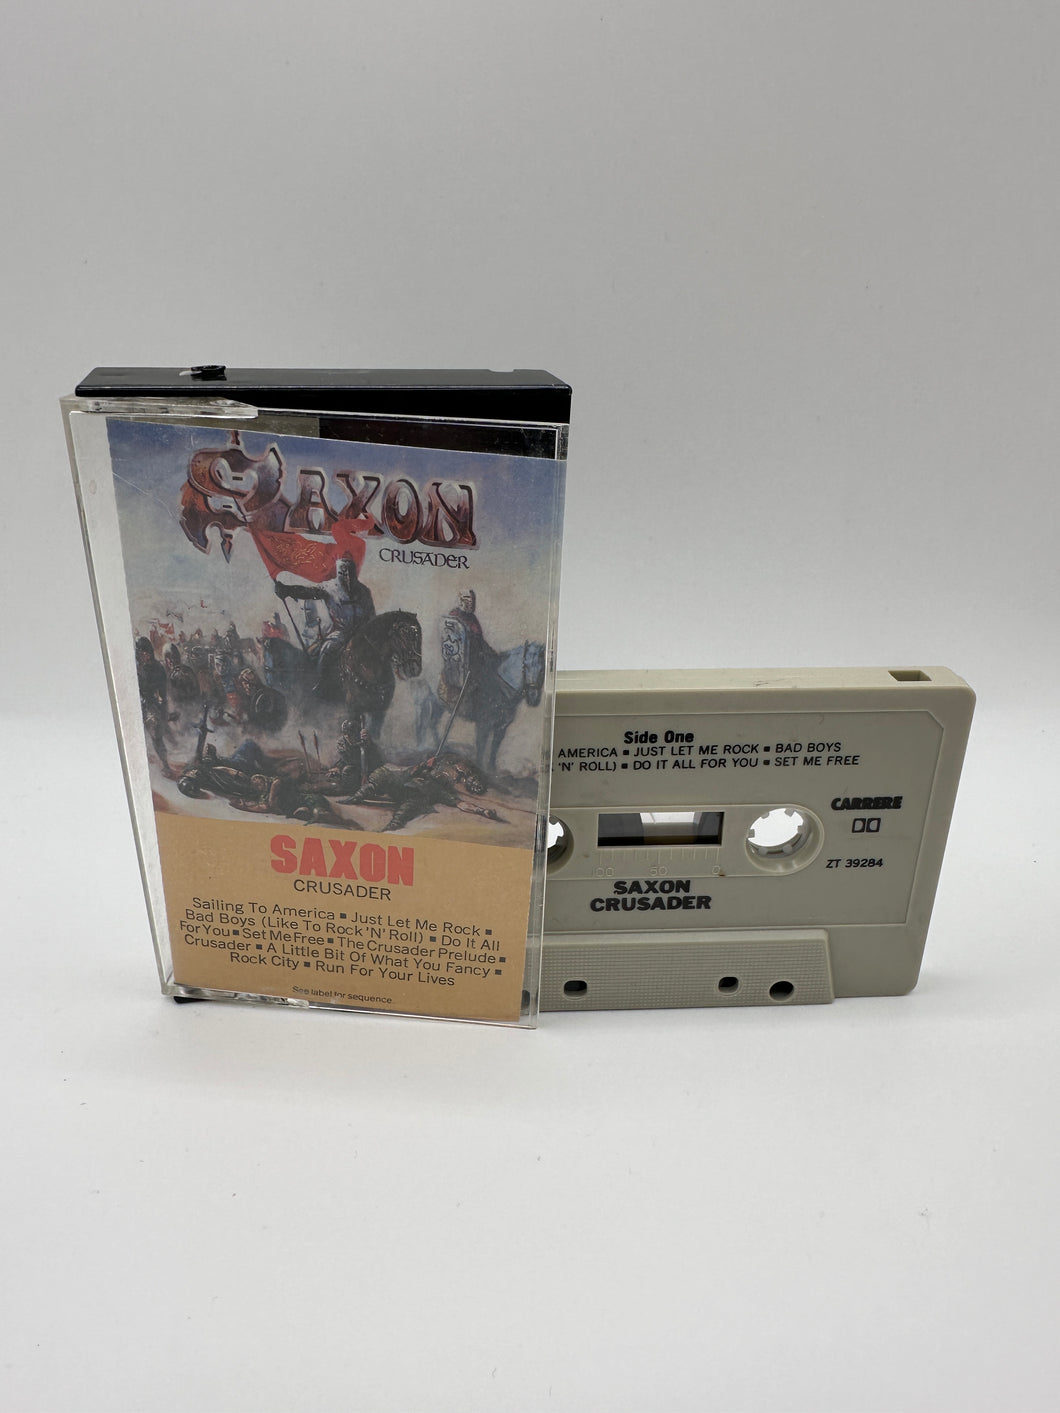 SAXON
CRUSADER
SAXON
CRUSADER
Sailing To America ▪ Just Let Me Rock ▪
Bad Boys (Like To Rock 'N' Roll) ▪ Do It All
For You ▪ Set Me Free ▪ The Crusader Prelude ▪
Crusader ▪ A Little Bit Of What You Fancy ▪
Rock City ▪ Run For Your Lives
See label for sequence.
Side One
AMERICA ▪ JUST LET ME ROCK ▪ BAD BOYS
'N' ROLL) ▪ DO IT ALL FOR YOU ▪ SET ME FREE
CARRERE
ZT 39284
100 50 0
SAXON
CRUSADER